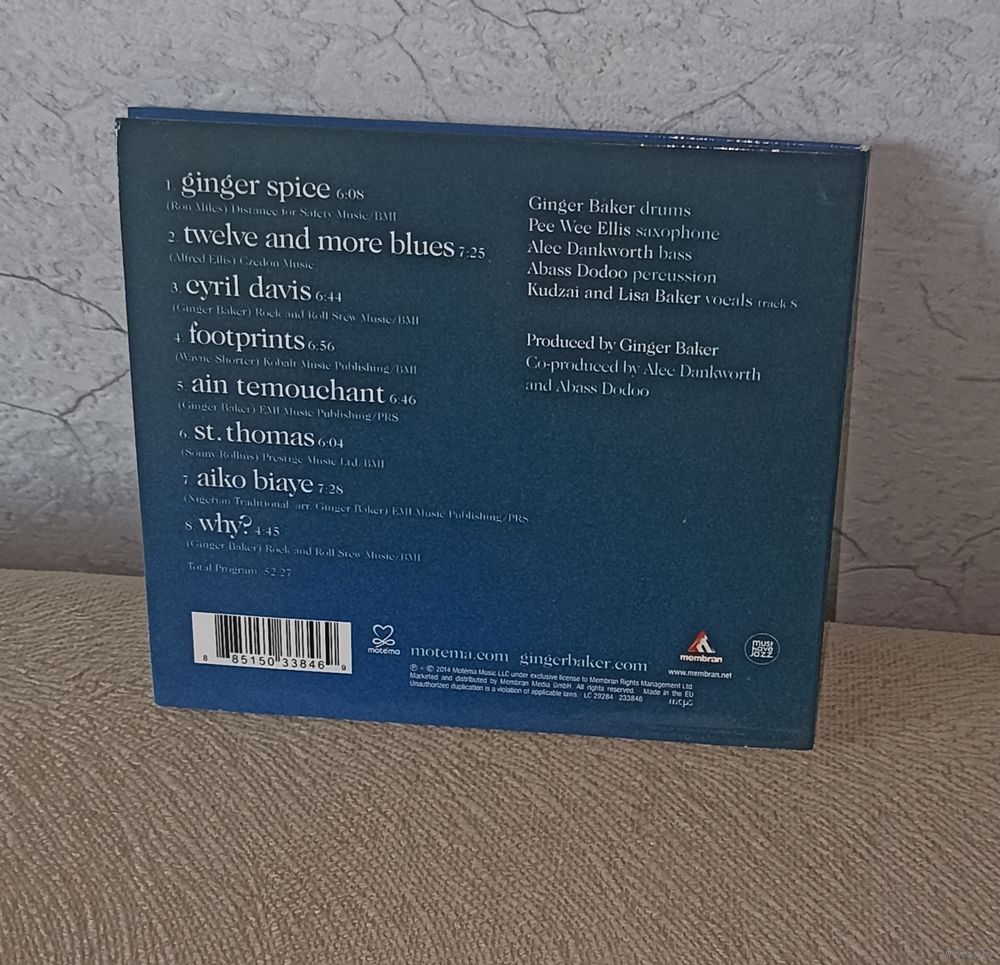 1. ginger spice 6:08
(Ron Miles) Distance for Safety Music/BMI
2. twelve and more blues 7:25
(Alfred Ellis) Czedon Music
3. cyril davis 6:44
(Ginger Baker) Rock and Roll Stew Music/BMI
4. footprints 6:56
(Wayne Shorter) Kobalt Music Publishing/BMI
5. ain temouchant 6:46
(Ginger Baker) EMI Music Publishing/PRS
6. st. thomas 6:04
(Sonny Rollins) Prestige Music Ltd/BMI
7. aiko biaye 7:28
(Nigerian Traditional arr. Ginger Baker) EMI Music Publishing/PRS
8. why? 4:45
(Ginger Baker) Rock and Roll Stew Music/BMI
Total Program: 52:27
Ginger Baker drums
Pee Wee Ellis saxophone
Alec Dankworth bass
Abass Dodoo percussion
Kudzai and Lisa Baker vocals track 8
Produced by Ginger Baker
Co-produced by Alec Dankworth
and Abass Dodoo
8 85150 33846 9
motéma
motema.com gingerbaker.com
℗ + © 2014 Motéma Music LLC under exclusive license to Membran Rights Management Ltd.
Marketed and distributed by Membran Media GmbH. All rights reserved. Made in the EU
Unauthorized duplication is a violation of applicable laws. LC 29284 233846
mcps
membran
www.membran.net
must
have
jazz